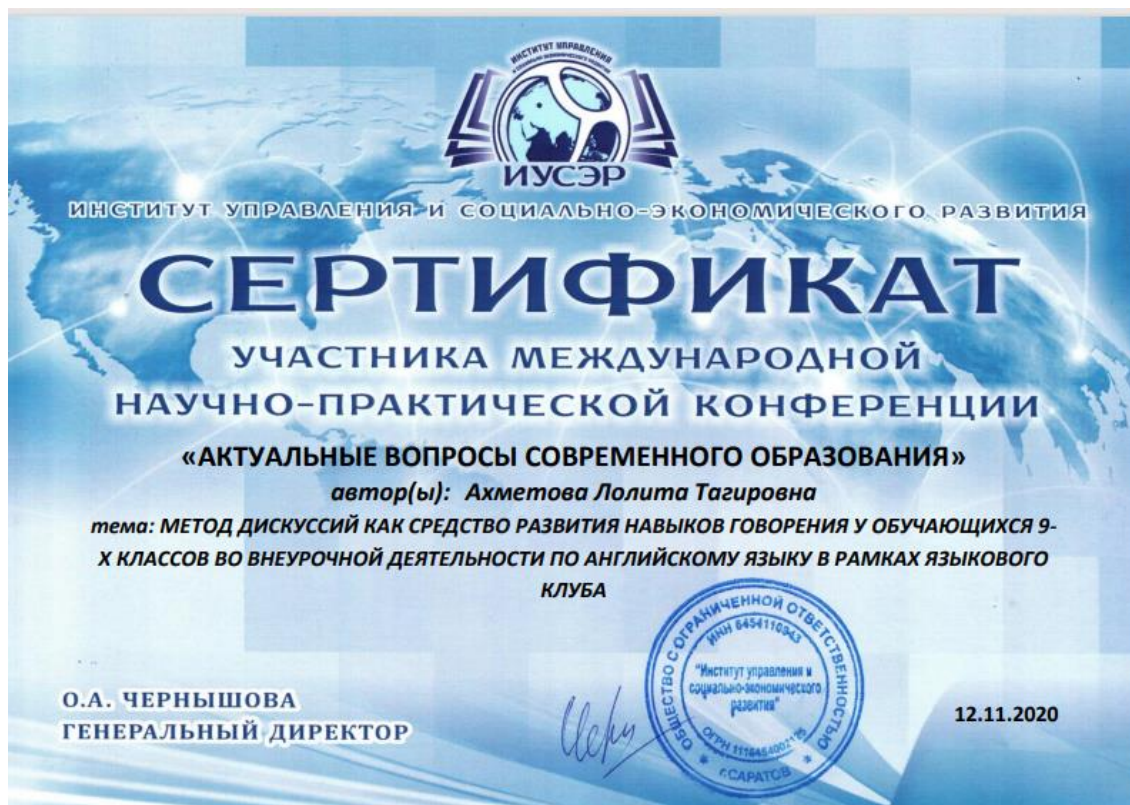 ИНСТИТУТ УПРАВЛЕНИЯ
ИУСЭР
ИНСТИТУТ УПРАВЛЕНИЯ И СОЦИАЛЬНО-ЭКОНОМИЧЕСКОГО РАЗВИТИЯ
СЕРТИФИКАТ
УЧАСТНИКА МЕЖДУНАРОДНОЙ
НАУЧНО-ПРАКТИЧЕСКОЙ КОНФЕРЕНЦИИ
«АКТУАЛЬНЫЕ ВОПРОСЫ СОВРЕМЕННОГО ОБРАЗОВАНИЯ»
автор(ы): Ахметова Лолита Тагировна
тема: МЕТОД ДИСКУССИЙ КАК СРЕДСТВО РАЗВИТИЯ НАВЫКОВ ГОВОРЕНИЯ У ОБУЧАЮЩИХСЯ 9-
Х КЛАССОВ ВО ВНЕУРОЧНОЙ ДЕЯТЕЛЬНОСТИ ПО АНГЛИЙСКОМУ ЯЗЫКУ В РАМКАХ ЯЗЫКОВОГО
КЛУБА
ОБЩЕСТВО С ОГРАНИЧЕННОЙ ОТВЕТСТВЕННОСТЬЮ
ИНН 6454110943
"Институт управления и
социально-экономического
развития"
ОГРН
г.САРАТОВ
О.А. ЧЕРНЫШОВА
ГЕНЕРАЛЬНЫЙ ДИРЕКТОР
12.11.2020